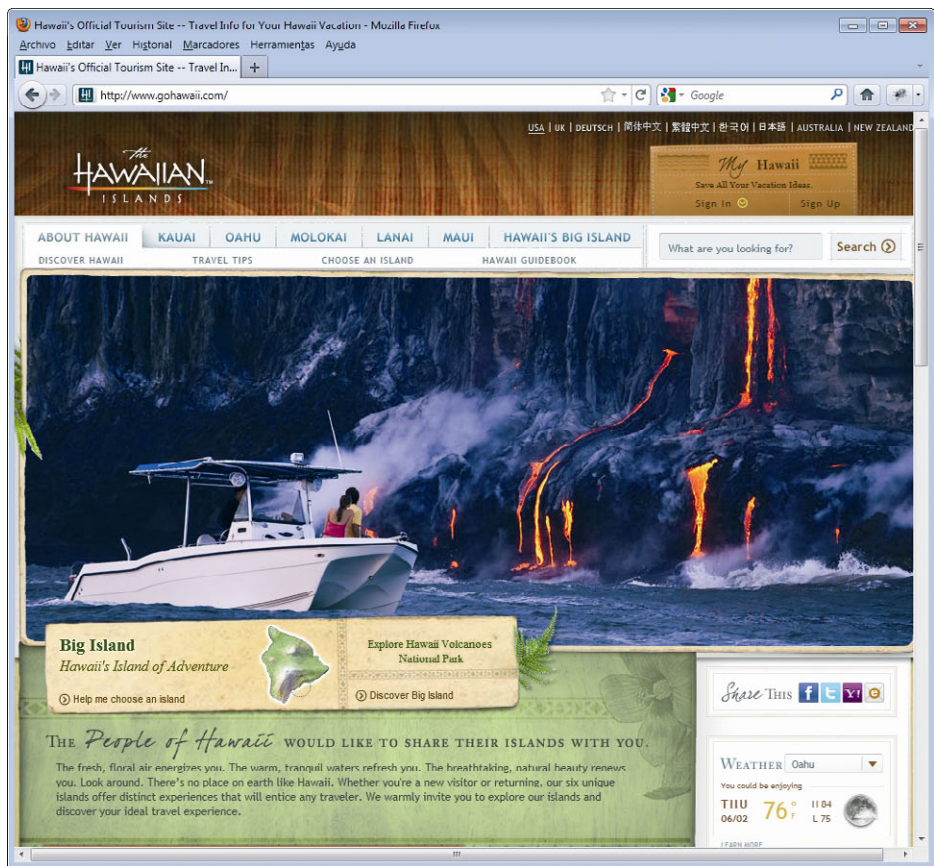 Hawaii's Official Tourism Site -- Travel Info for Your Hawaii Vacation - Mozilla Firefox
Archivo Editar Ver Historial Marcadores Herramientas Ayuda
Hawaii's Official Tourism Site -- Travel In...
http://www.gohawaii.com/
Google
USA | UK | DEUTSCH | 简体中文 | 繁體中文 | 한국어 | 日本語 | AUSTRALIA | NEW ZEALAND
The
HAWAIIAN
ISLANDS
My Hawaii
Save All Your Vacation Ideas.
Sign In Sign Up
ABOUT HAWAII KAUAI OAHU MOLOKAI LANAI MAUI HAWAII'S BIG ISLAND
What are you looking for? Search
DISCOVER HAWAII TRAVEL TIPS CHOOSE AN ISLAND HAWAII GUIDEBOOK
Big Island
Hawaii's Island of Adventure
Help me choose an island
Explore Hawaii Volcanoes
National Park
Discover Big Island
SHARE THIS
THE People of Hawaii WOULD LIKE TO SHARE THEIR ISLANDS WITH YOU.
The fresh, floral air energizes you. The warm, tranquil waters refresh you. The breathtaking, natural beauty renews
you. Look around. There's no place on earth like Hawaii. Whether you're a new visitor or returning, our six unique
islands offer distinct experiences that will entice any traveler. We warmly invite you to explore our islands and
discover your ideal travel experience.
WEATHER Oahu
You could be enjoying
THU
06/02
76° F
H 84
L 75
LEARN MORE